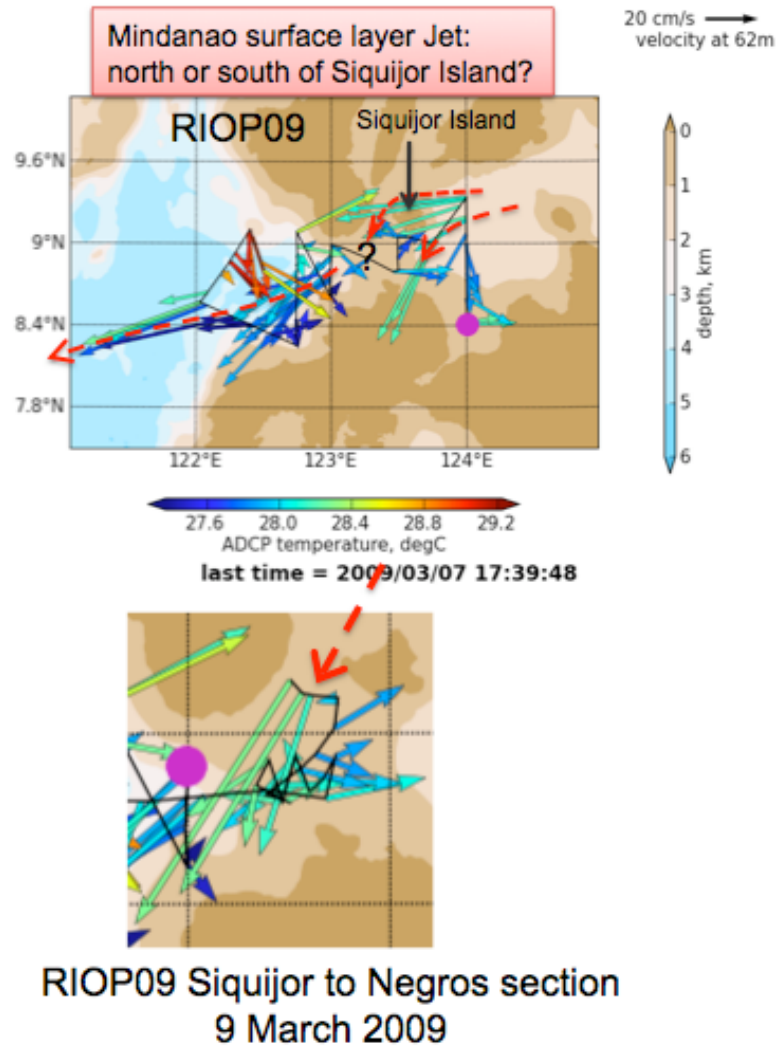 20 cm/s
velocity at 62m
Mindanao surface layer Jet:
north or south of Siquijor Island?
RIOP09
Siquijor Island
9.6°N
9°N
8.4°N
7.8°N
?
122°E
123°E
124°E
0
1
2
3
4
5
6
depth, km
27.6
28.0
28.4
28.8
29.2
ADCP temperature, degC
last time = 2009/03/07 17:39:48
RIOP09 Siquijor to Negros section
9 March 2009